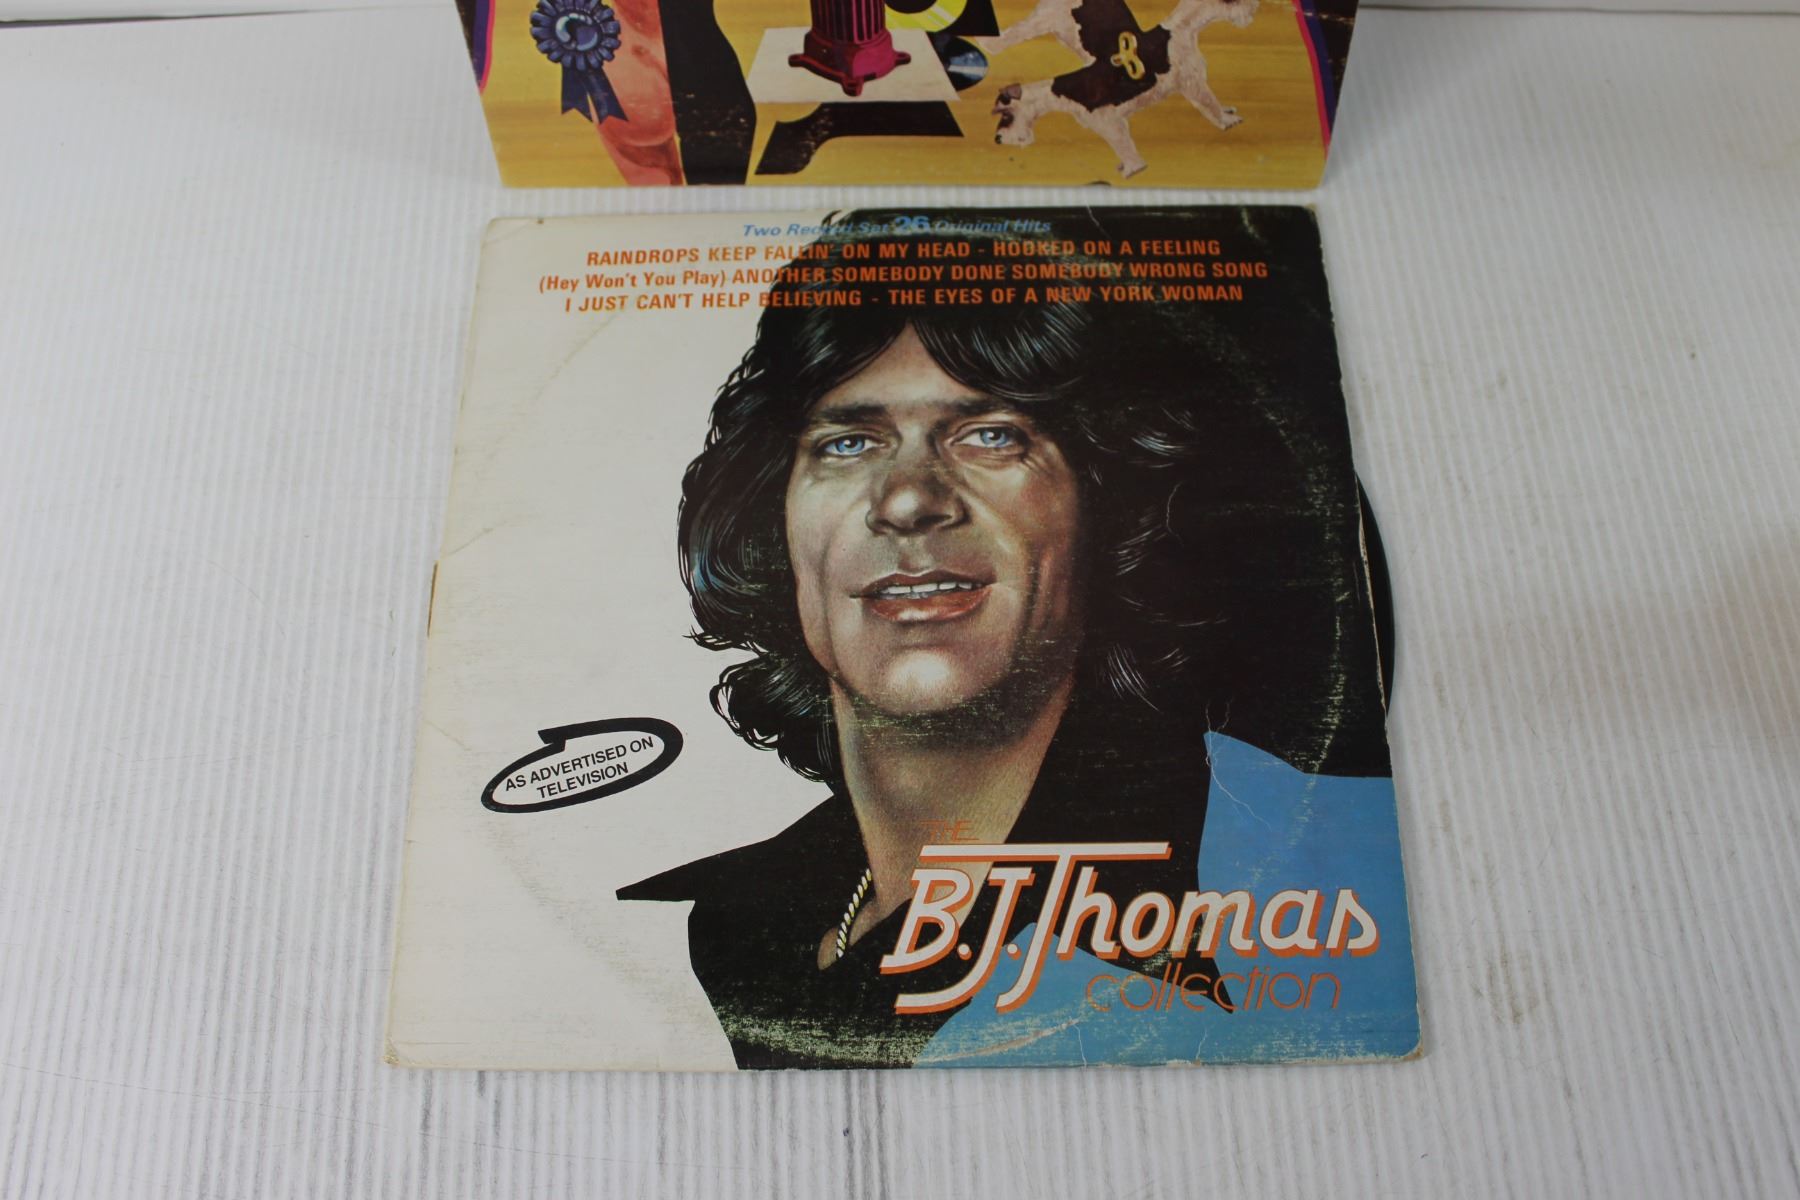 Two Record Set 26 Original Hits
RAINDROPS KEEP FALLIN' ON MY HEAD - HOOKED ON A FEELING
(Hey Won't You Play) ANOTHER SOMEBODY DONE SOMEBODY WRONG SONG
I JUST CAN'T HELP BELIEVING - THE EYES OF A NEW YORK WOMAN
AS ADVERTISED ON
TELEVISION
THE
B.J. Thomas
collection